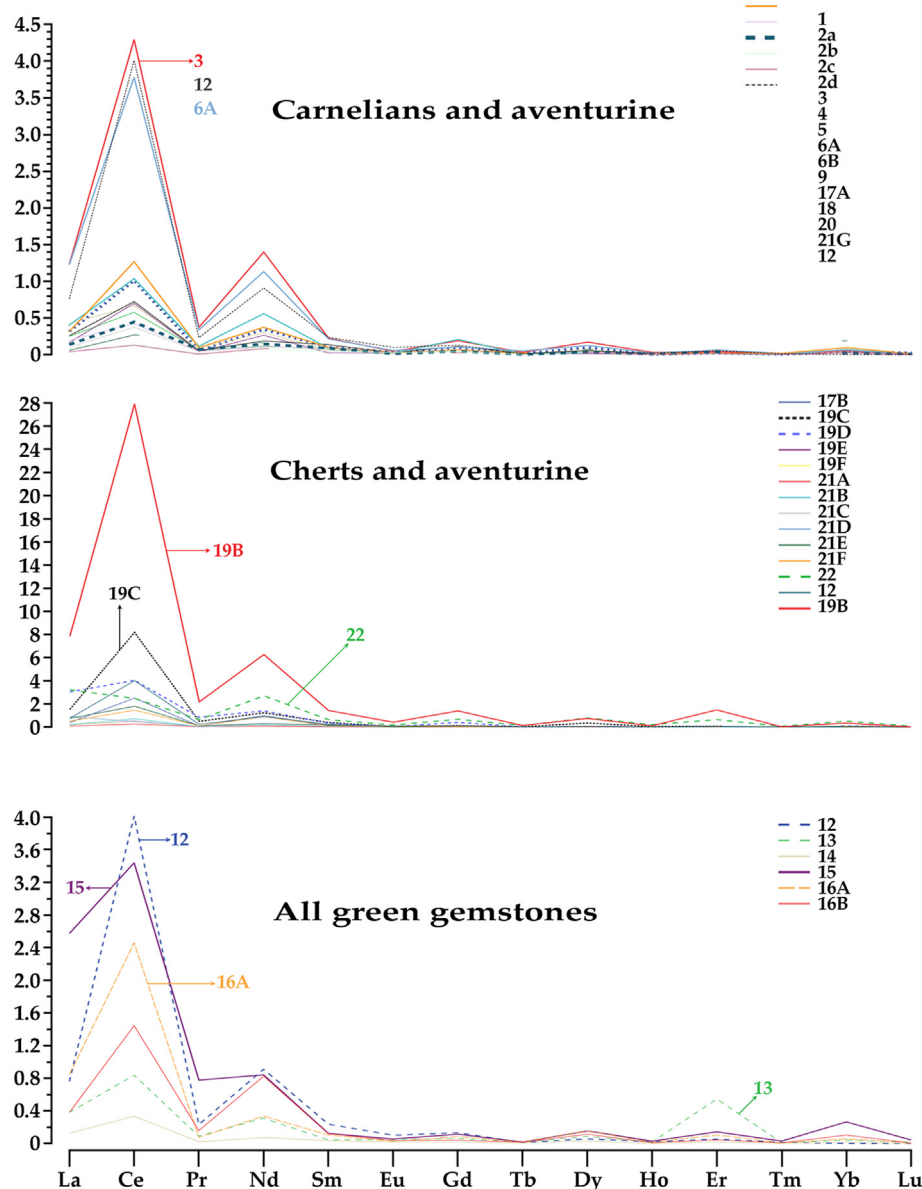 4.5
4.0
3.5
3.0
2.5
2.0
1.5
1.0
0.5
0
3
12
6A
Carnelians and aventurine
1
2a
2b
2c
2d
3
4
5
6A
6B
9
17A
18
20
21G
12
28
26
24
22
20
18
16
14
12
10
8
6
4
2
0
19B
19C
22
Cherts and aventurine
17B
19C
19D
19E
19F
21A
21B
21C
21D
21E
21F
22
12
19B
4.0
3.6
3.2
2.8
2.4
2.0
1.6
1.2
0.8
0.4
0
12
15
16A
13
All green gemstones
12
13
14
15
16A
16B
La Ce Pr Nd Sm Eu Gd Tb Dy Ho Er Tm Yb Lu